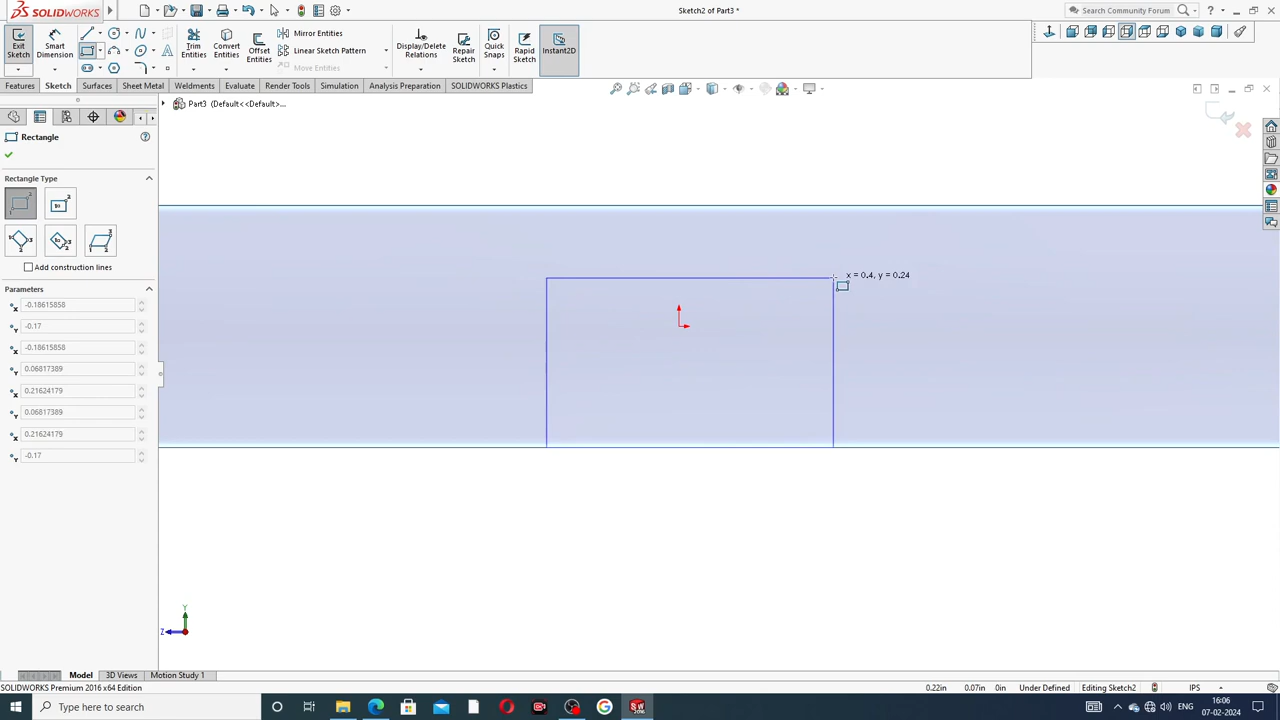 SOLIDWORKS
Sketch2 of Part3 *
Search Community Forum
Exit Sketch
Smart Dimension
Trim Entities
Convert Entities
Offset Entities
Mirror Entities
Linear Sketch Pattern
Move Entities
Display/Delete Relations
Repair Sketch
Quick Snaps
Rapid Sketch
Instant2D
Features
Sketch
Surfaces
Sheet Metal
Weldments
Evaluate
Render Tools
Simulation
Analysis Preparation
SOLIDWORKS Plastics
Part3 (Default<<Default>...
Rectangle
Rectangle Type
Add construction lines
Parameters
-0.18615858
-0.17
-0.18615858
0.06817389
0.21624179
0.06817389
0.21624179
-0.17
x = 0.4, y = 0.24
Y
Z
Model
3D Views
Motion Study 1
SOLIDWORKS Premium 2016 x64 Edition
0.22in
0.07in
0in
Under Defined
Editing Sketch2
IPS
Type here to search
ENG
16:06
07-02-2024